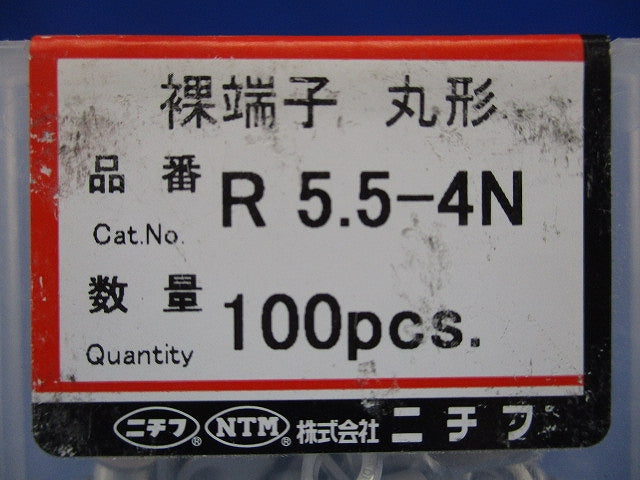 裸端子 丸形
品番 R 5.5-4N
Cat.No.
数量 100pcs.
Quantity
ニチフ® NTM® 株式会社 ニチフ